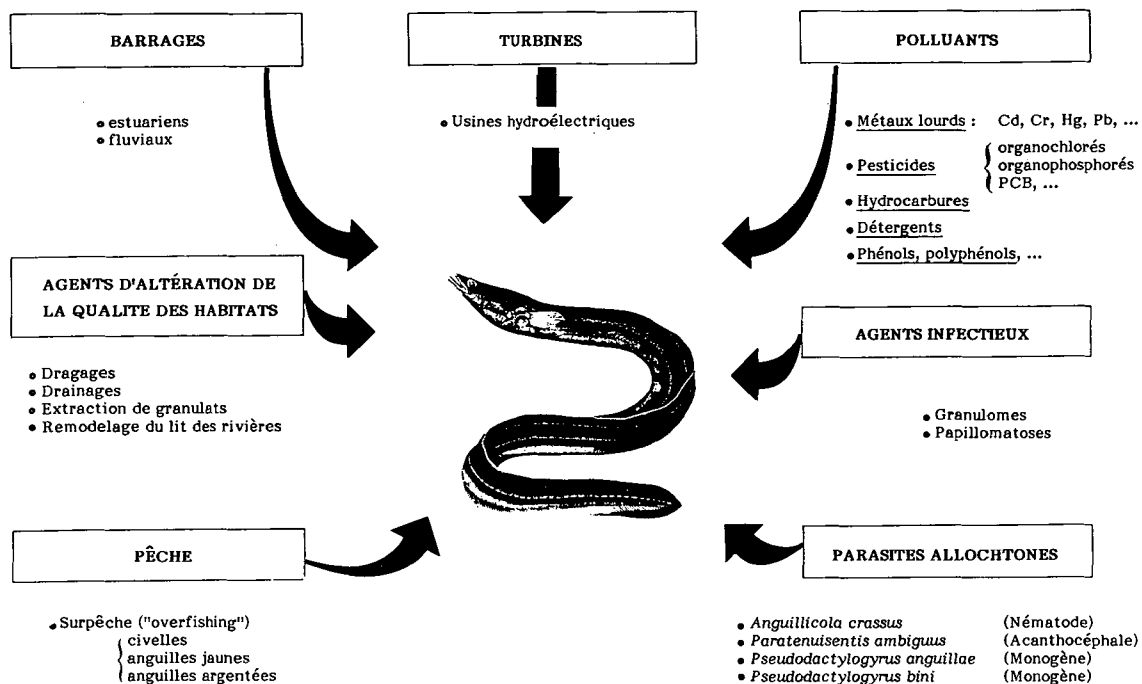 BARRAGES
• estuariens
• fluviaux
TURBINES
• Usines hydroélectriques
POLLUANTS
• Métaux lourds : Cd, Cr, Hg, Pb, ...
• Pesticides { organochlorés
organophosphorés
PCB, ...
• Hydrocarbures
• Détergents
• Phénols, polyphénols, ...
AGENTS D'ALTÉRATION DE
LA QUALITE DES HABITATS
• Dragages
• Drainages
• Extraction de granulats
• Remodelage du lit des rivières
AGENTS INFECTIEUX
• Granulomes
• Papillomatoses
PÊCHE
• Surpêche ("overfishing")
{ civelles
anguilles jaunes
anguilles argentées
PARASITES ALLOCHTONES
• Anguillicola crassus (Nématode)
• Paratenuisentis ambiguus (Acanthocéphale)
• Pseudodactylogyrus anguillae (Monogène)
• Pseudodactylogyrus bini (Monogène)